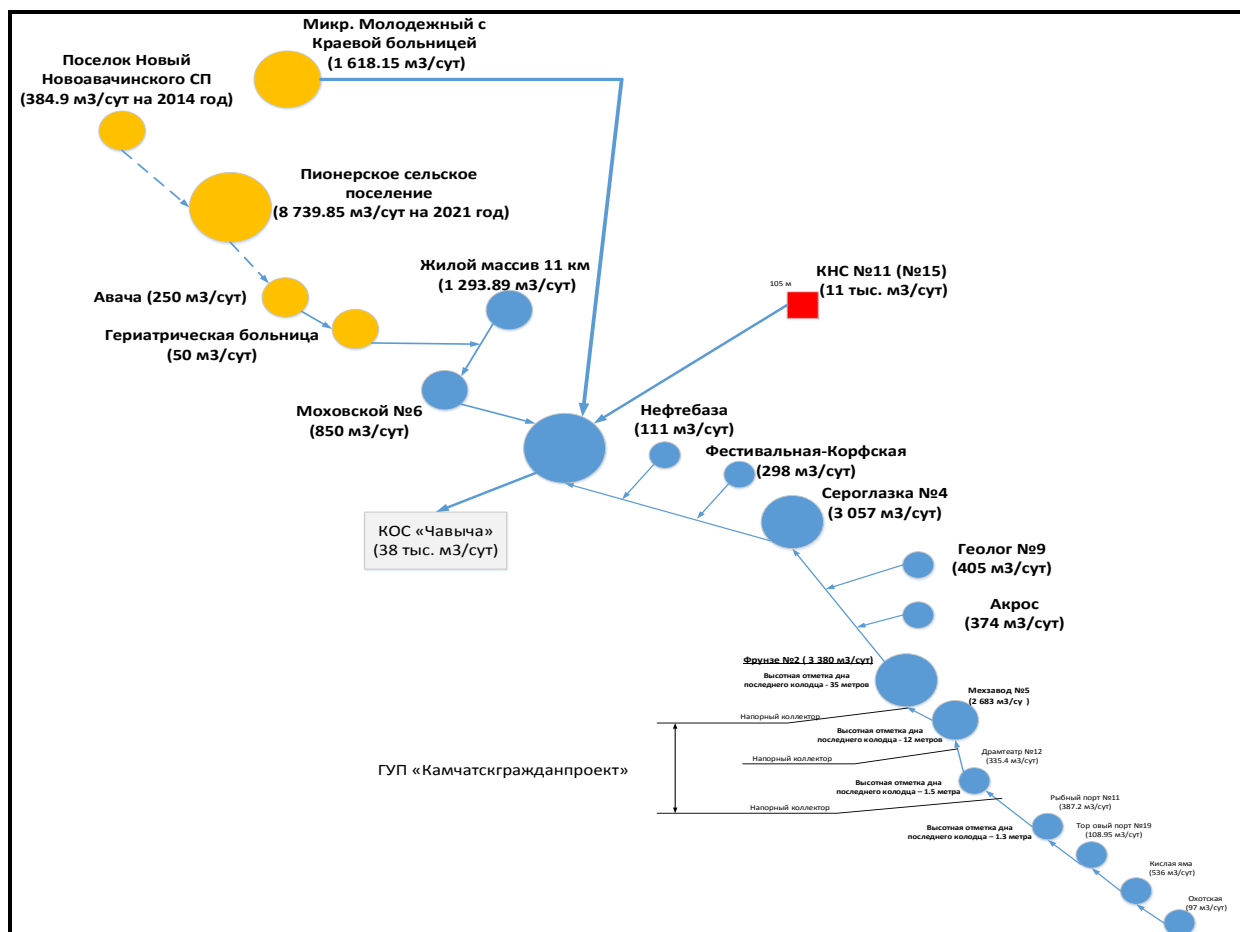 Микр. Молодежный с
Краевой больницей
(1 618.15 м3/сут)
Поселок Новый
Новоавачинского СП
(384.9 м3/сут на 2014 год)
Пионерское сельское
поселение
(8 739.85 м3/сут на 2021 год)
Жилой массив 11 км
(1 293.89 м3/сут)
КНС №11 (№15)
(11 тыс. м3/сут)
105 м
Авача (250 м3/сут)
Гериатрическая больница
(50 м3/сут)
Моховской №6
(850 м3/сут)
Нефтебаза
(111 м3/сут)
Фестивальная-Корфская
(298 м3/сут)
Сероглазка №4
(3 057 м3/сут)
КОС «Чавыча»
(38 тыс. м3/сут)
Геолог №9
(405 м3/сут)
Акрос
(374 м3/сут)
Фрунзе №2 ( 3 380 м3/сут)
Высотная отметка дна
последнего колодца - 35 метров
Мехзавод №5
(2 683 м3/су )
Напорный коллектор
Высотная отметка дна
последнего колодца - 12 метров
Напорный коллектор
Драмтеатр №12
(335.4 м3/сут)
ГУП «Камчатскгражданпроект»
Высотная отметка дна
последнего колодца – 1.5 метра
Напорный коллектор
Рыбный порт №11
(387.2 м3/сут)
Высотная отметка дна
последнего колодца – 1.3 метра
Тор овый порт №19
(108.95 м3/сут)
Кислая яма
(536 м3/сут)
Охотская
(97 м3/сут)